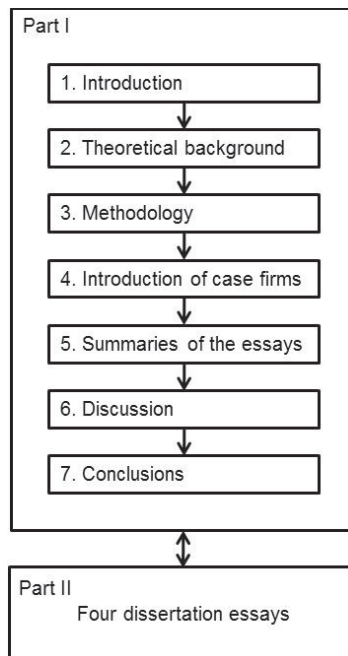 Part I
1. Introduction
2. Theoretical background
3. Methodology
4. Introduction of case firms
5. Summaries of the essays
6. Discussion
7. Conclusions
Part II
Four dissertation essays